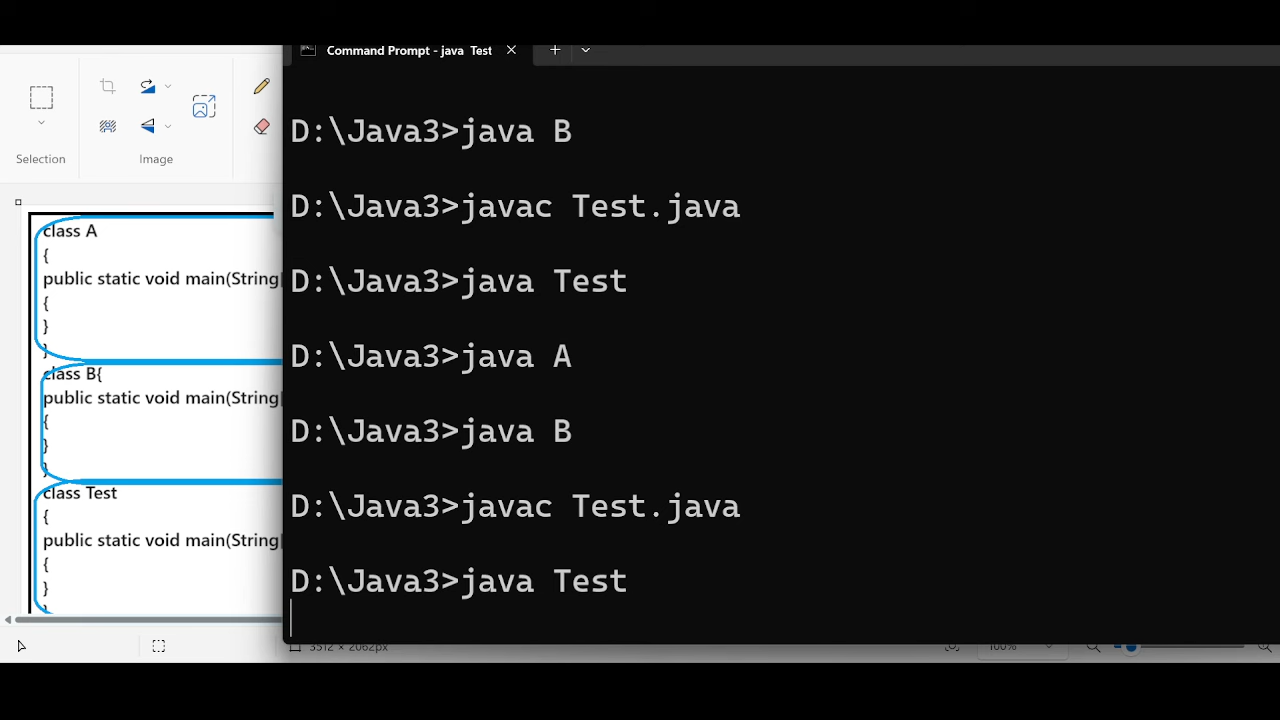 Command Prompt - java Test
Selection
Image
D:\Java3>java B
D:\Java3>javac Test.java
D:\Java3>java Test
D:\Java3>java A
D:\Java3>java B
D:\Java3>javac Test.java
D:\Java3>java Test
class A
{
public static void main(String[
{
}
}
class B{
public static void main(String[
{
}
}
class Test
{
public static void main(String[
{
}
}
3512 × 2062px
100%